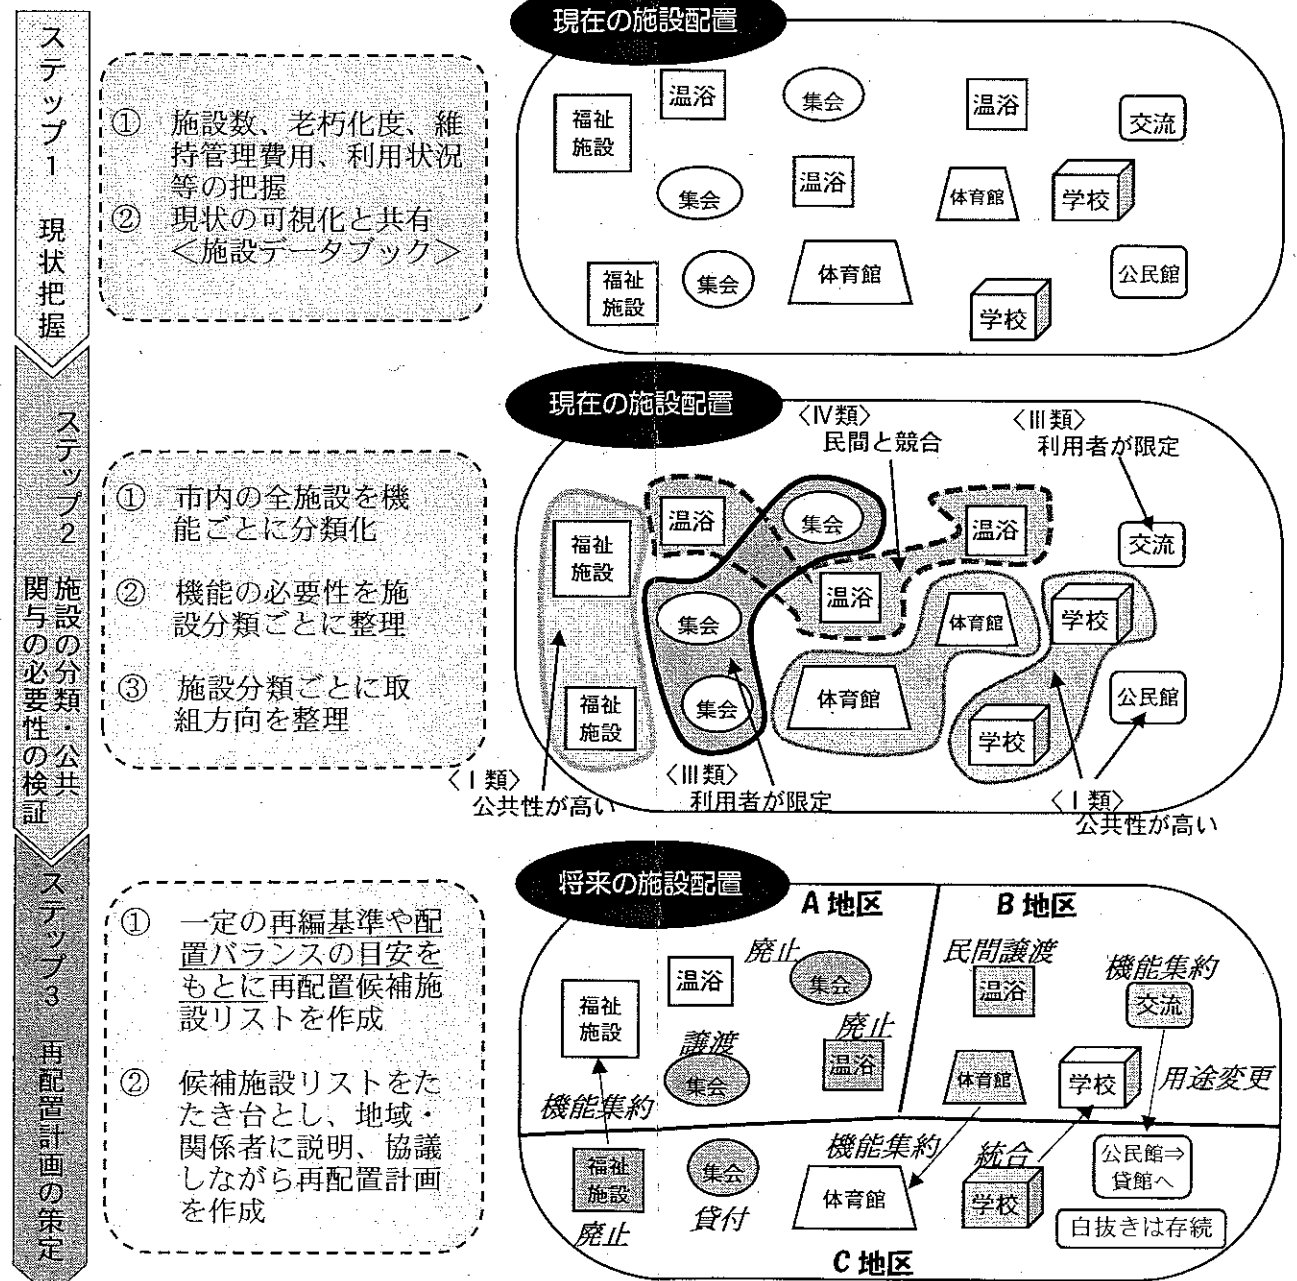 ステップ1 現状把握
① 施設数、老朽化度、維
持管理費用、利用状況
等の把握
② 現状の可視化と共有
＜施設データブック＞
現在の施設配置
福祉
施設
温浴
集会
温浴
交流
集会
温浴
体育館
学校
福祉
施設
集会
体育館
学校
公民館
ステップ2 施設の分類・公共
関与の必要性の検証
① 市内の全施設を機
能ごとに分類化
② 機能の必要性を施
設分類ごとに整理
③ 施設分類ごとに取
組方向を整理
現在の施設配置
〈Ⅳ類〉
民間と競合
〈Ⅲ類〉
利用者が限定
福祉
施設
温浴
集会
温浴
交流
集会
温浴
体育館
学校
福祉
施設
集会
体育館
学校
公民館
〈Ⅰ類〉
公共性が高い
〈Ⅲ類〉
利用者が限定
〈Ⅰ類〉
公共性が高い
ステップ3 再配置計画の策定
① 一定の再編基準や配
置バランスの目安を
もとに再配置候補施
設リストを作成
② 候補施設リストをた
たき台とし、地域・
関係者に説明、協議
しながら再配置計画
を作成
将来の施設配置
A地区
B地区
福祉
施設
温浴
廃止
集会
民間譲渡
温浴
機能集約
交流
譲渡
集会
廃止
温浴
体育館
学校
用途変更
機能集約
機能集約
統合
福祉
施設
廃止
集会
貸付
体育館
学校
公民館⇒
貸館へ
白抜きは存続
C地区